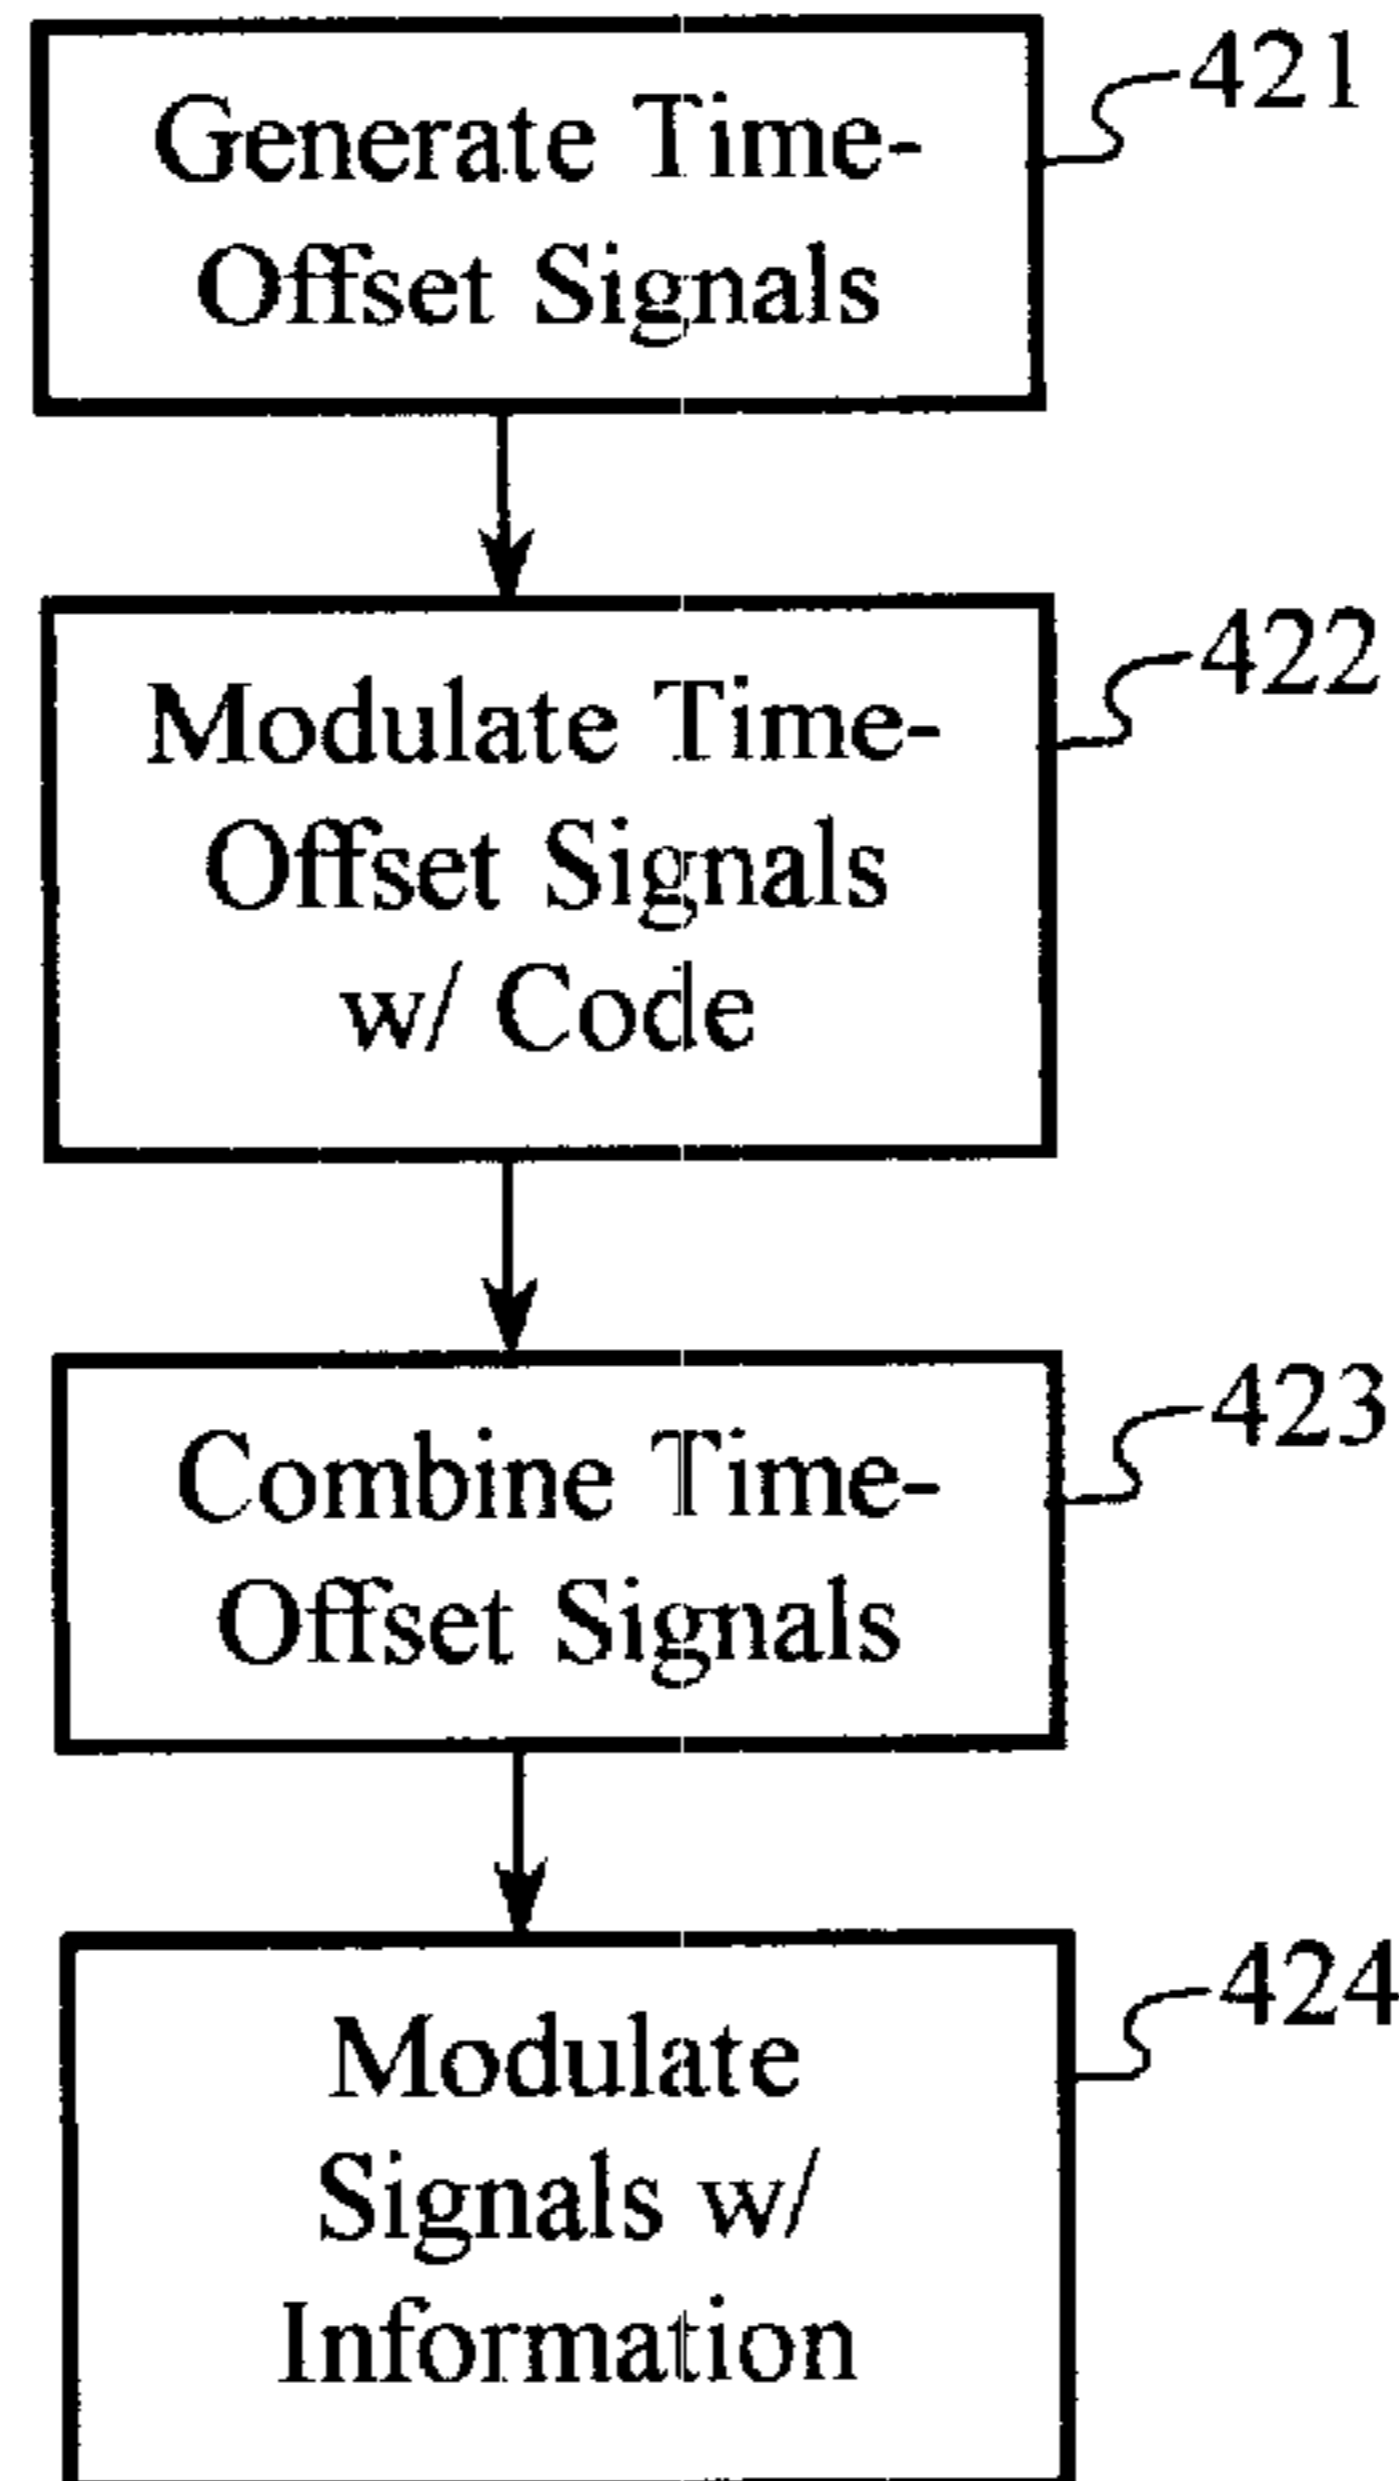 421
Generate Time-
Offset Signals
422
Modulate Time-
Offset Signals
w/ Code
423
Combine Time-
Offset Signals
424
Modulate
Signals w/
Information